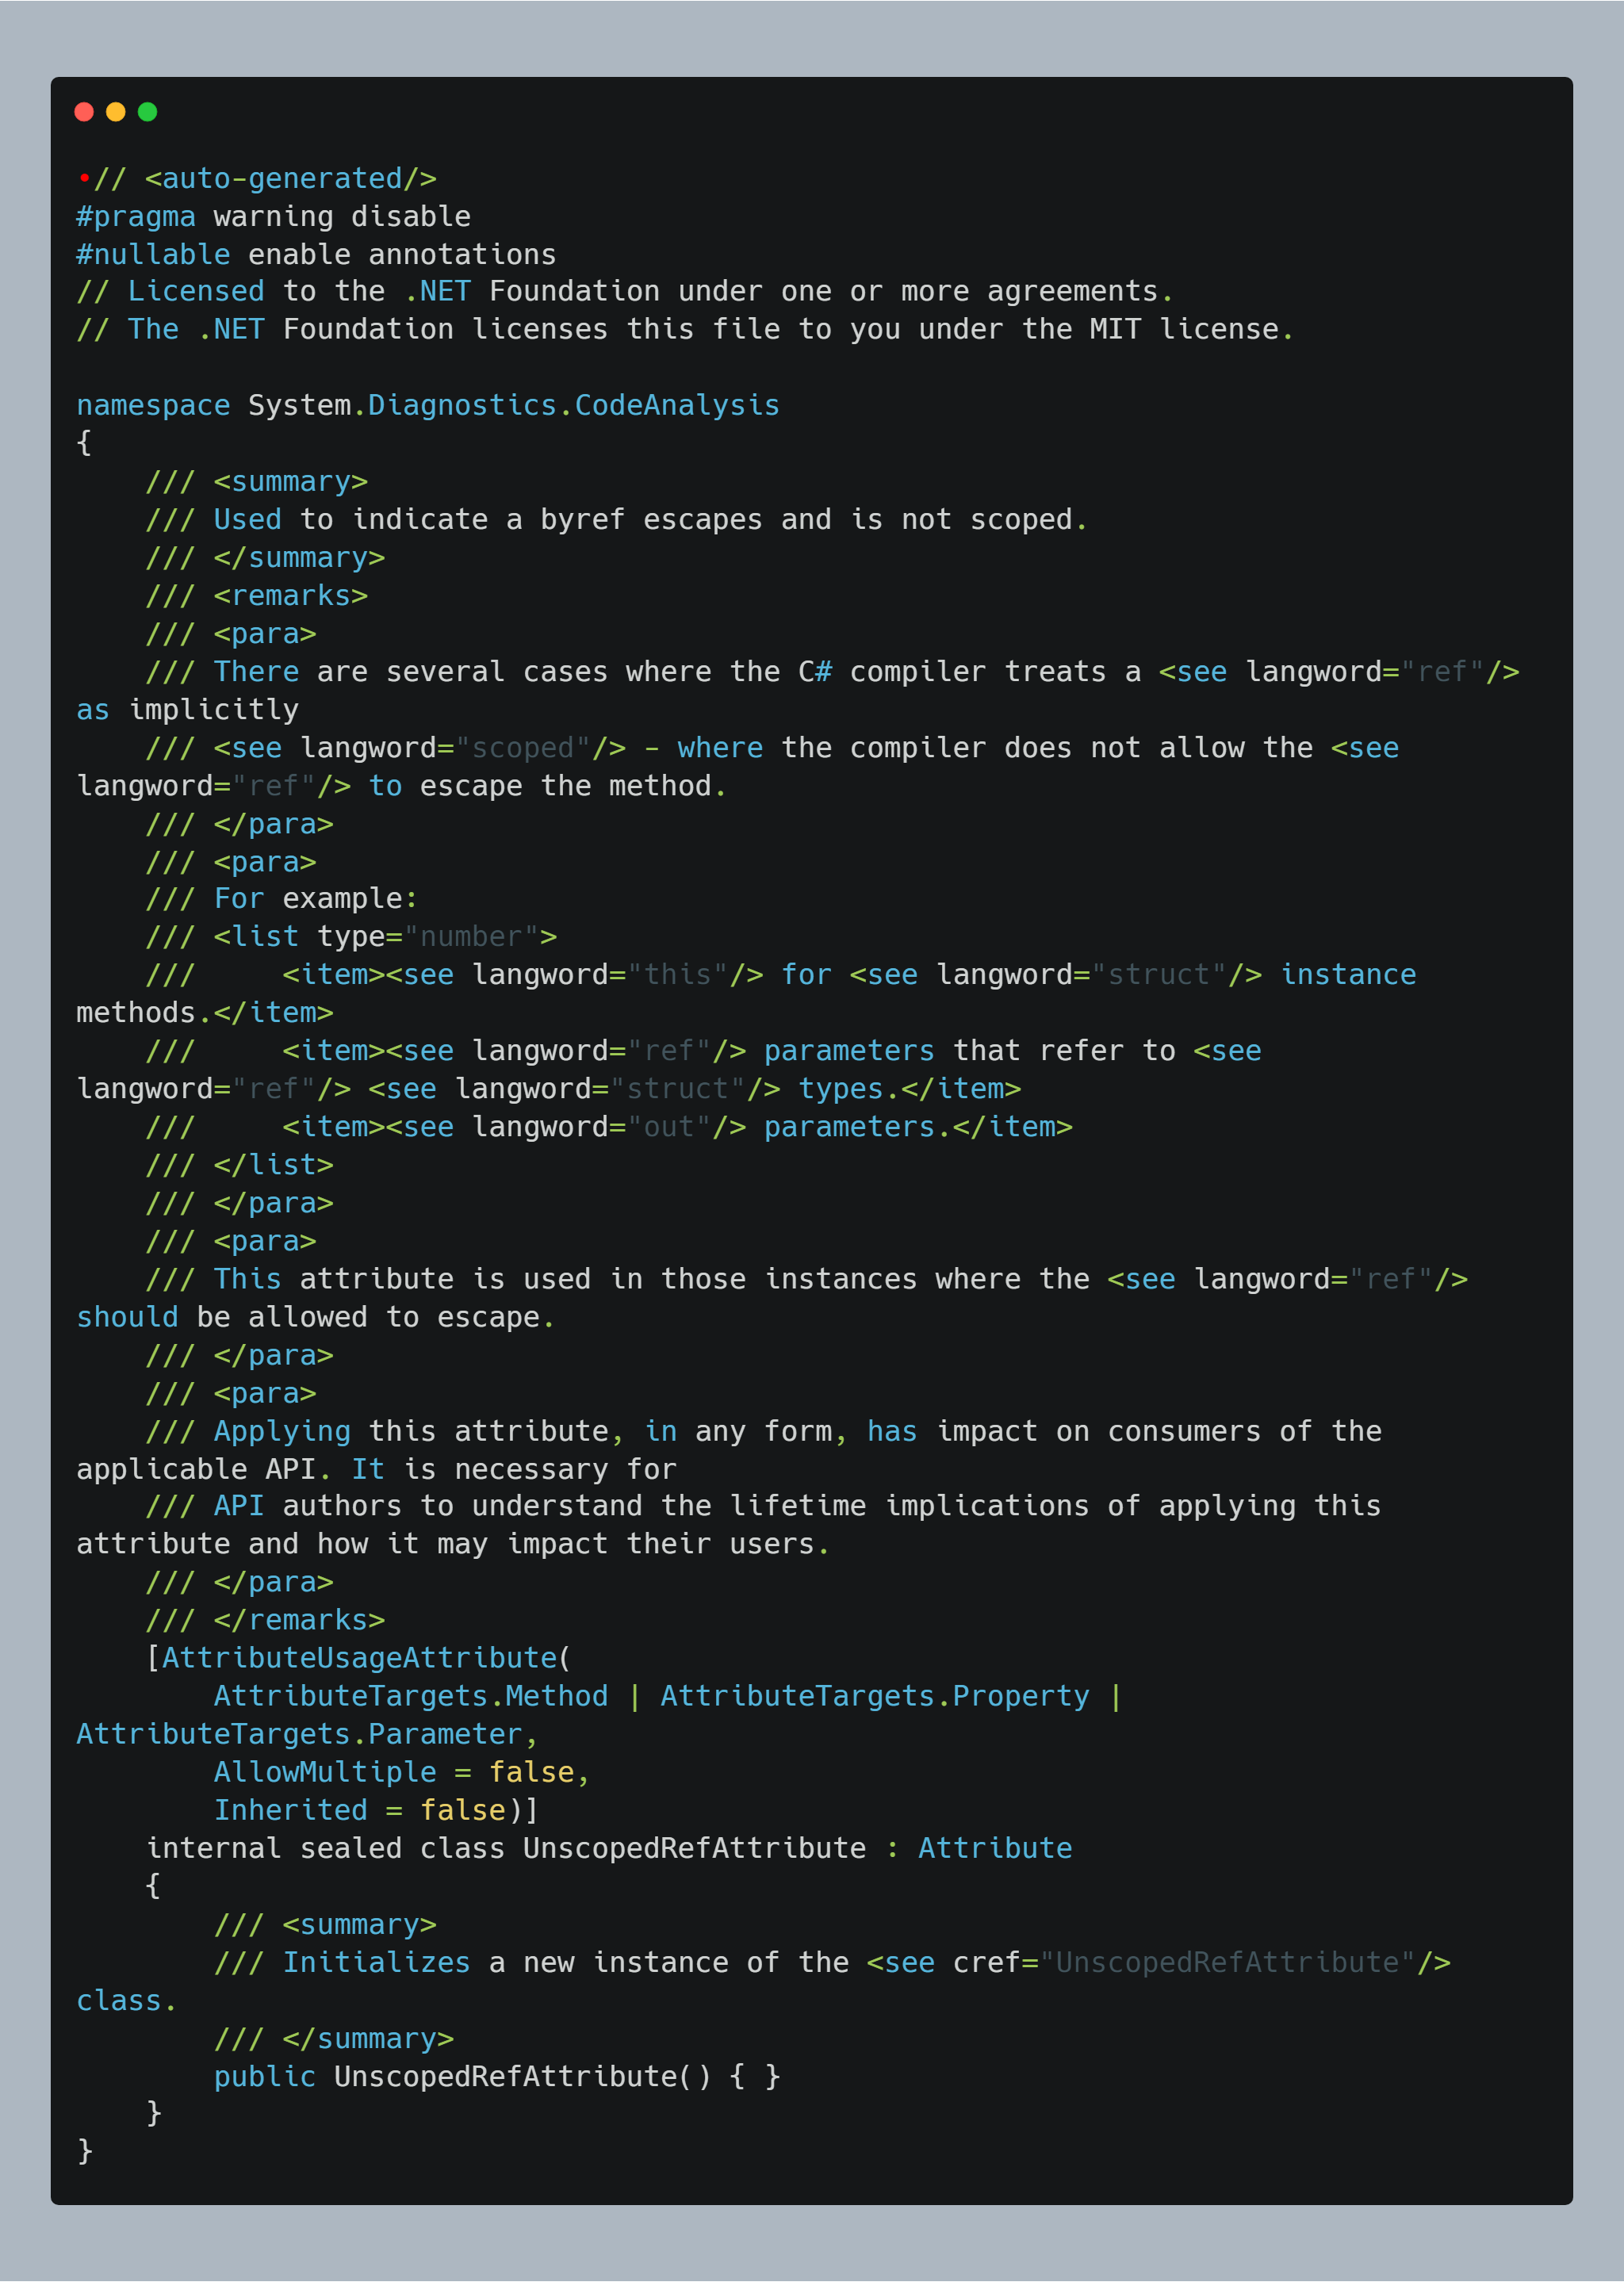 •// <auto-generated/>
#pragma warning disable
#nullable enable annotations
// Licensed to the .NET Foundation under one or more agreements.
// The .NET Foundation licenses this file to you under the MIT license.

namespace System.Diagnostics.CodeAnalysis
{
    /// <summary>
    /// Used to indicate a byref escapes and is not scoped.
    /// </summary>
    /// <remarks>
    /// <para>
    /// There are several cases where the C# compiler treats a <see langword="ref"/>
as implicitly
    /// <see langword="scoped"/> - where the compiler does not allow the <see
langword="ref"/> to escape the method.
    /// </para>
    /// <para>
    /// For example:
    /// <list type="number">
    ///     <item><see langword="this"/> for <see langword="struct"/> instance
methods.</item>
    ///     <item><see langword="ref"/> parameters that refer to <see
langword="ref"/> <see langword="struct"/> types.</item>
    ///     <item><see langword="out"/> parameters.</item>
    /// </list>
    /// </para>
    /// <para>
    /// This attribute is used in those instances where the <see langword="ref"/>
should be allowed to escape.
    /// </para>
    /// <para>
    /// Applying this attribute, in any form, has impact on consumers of the
applicable API. It is necessary for
    /// API authors to understand the lifetime implications of applying this
attribute and how it may impact their users.
    /// </para>
    /// </remarks>
    [AttributeUsageAttribute(
        AttributeTargets.Method | AttributeTargets.Property |
AttributeTargets.Parameter,
        AllowMultiple = false,
        Inherited = false)]
    internal sealed class UnscopedRefAttribute : Attribute
    {
        /// <summary>
        /// Initializes a new instance of the <see cref="UnscopedRefAttribute"/>
class.
        /// </summary>
        public UnscopedRefAttribute() { }
    }
}